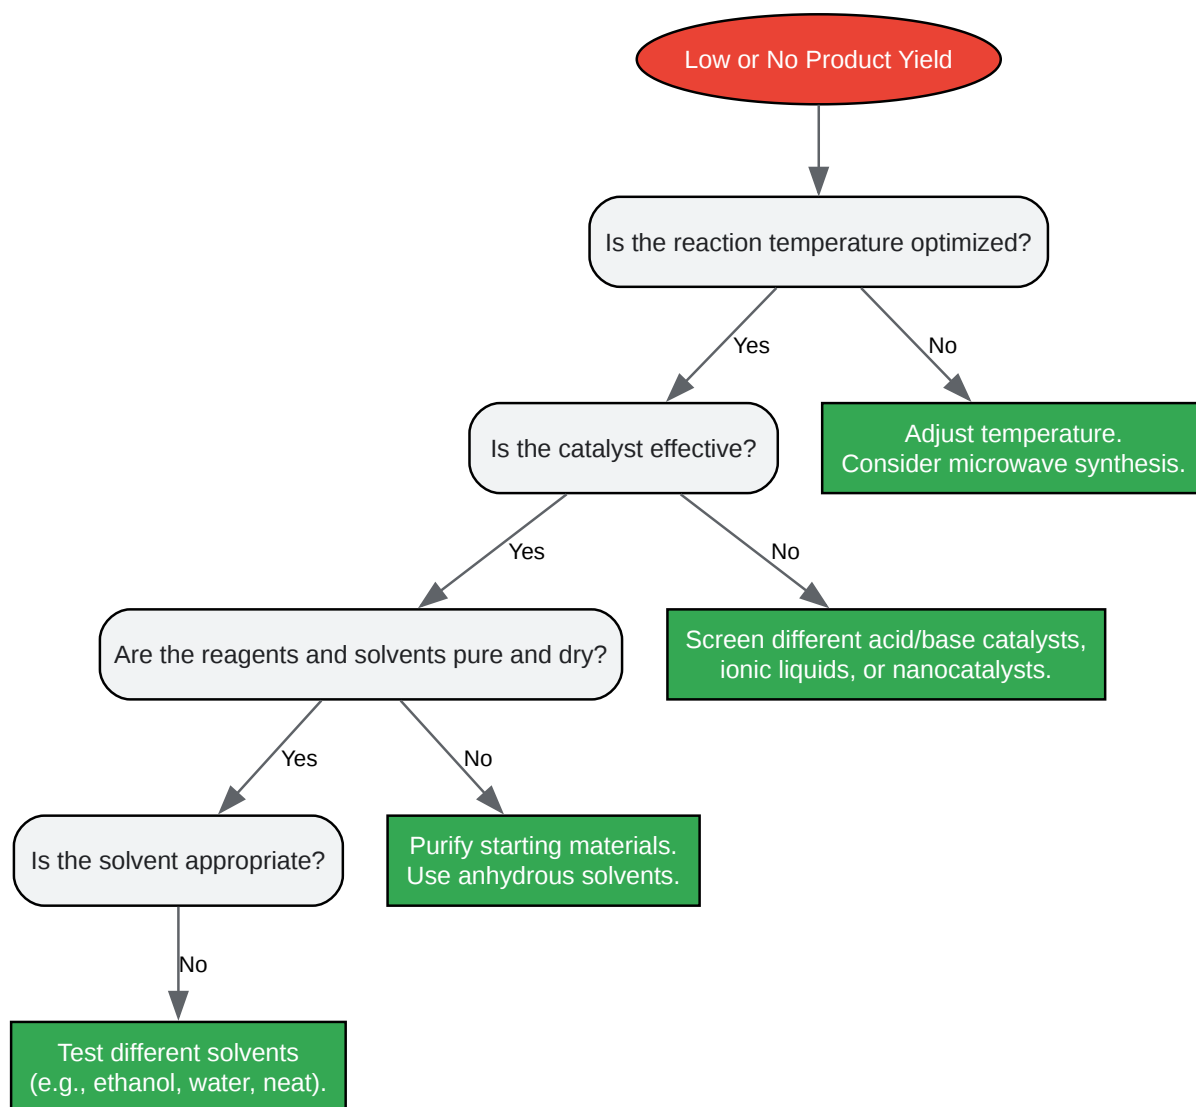 Low or No Product Yield
Is the reaction temperature optimized?
Yes
No
Is the catalyst effective?
Adjust temperature.
Consider microwave synthesis.
Yes
No
Are the reagents and solvents pure and dry?
Screen different acid/base catalysts,
ionic liquids, or nanocatalysts.
Yes
No
Is the solvent appropriate?
Purify starting materials.
Use anhydrous solvents.
No
Test different solvents
(e.g., ethanol, water, neat).